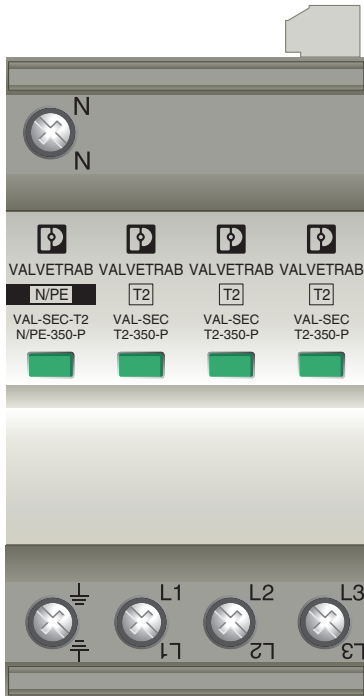 N
N
VALVETRAB VALVETRAB VALVETRAB VALVETRAB
N/PE T2 T2 T2
VAL-SEC-T2 VAL-SEC VAL-SEC VAL-SEC
N/PE-350-P T2-350-P T2-350-P T2-350-P
L1 L2 L3
L1 L2 L3